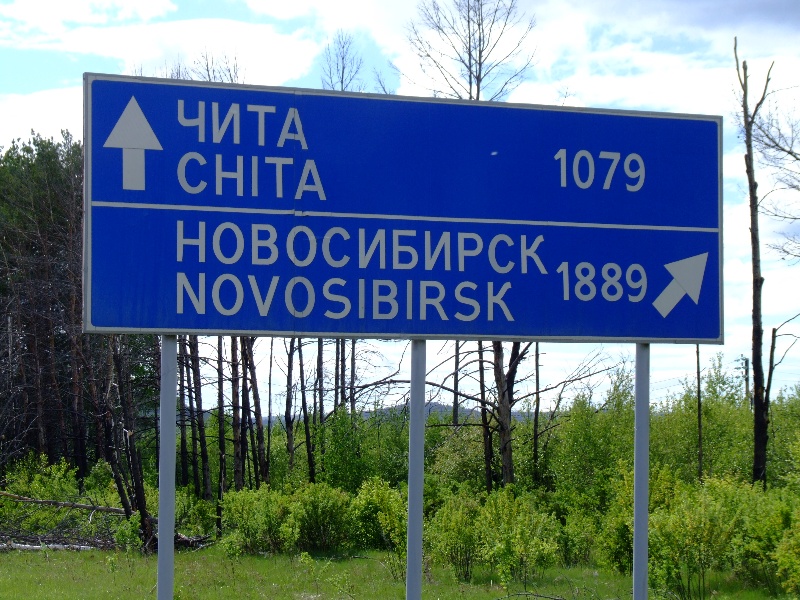 ЧИТА
CHITA 1079
НОВОСИБИРСК
NOVOSIBIRSK 1889